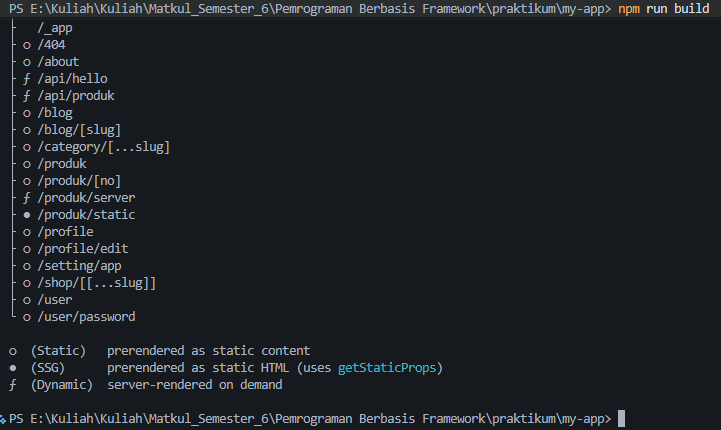 PS E:\Kuliah\Kuliah\Matkul_Semester_6\Pemrograman Berbasis Framework\praktikum\my-app> npm run build
├   /_app
├ ○ /404
├ ○ /about
├ ƒ /api/hello
├ ƒ /api/produk
├ ○ /blog
├ ○ /blog/[slug]
├ ○ /category/[...slug]
├ ○ /produk
├ ○ /produk/[no]
├ ƒ /produk/server
├ ● /produk/static
├ ○ /profile
├ ○ /profile/edit
├ ○ /setting/app
├ ○ /shop/[[...slug]]
├ ○ /user
└ ○ /user/password
○  (Static)   prerendered as static content
●  (SSG)      prerendered as static HTML (uses getStaticProps)
ƒ  (Dynamic)  server-rendered on demand
PS E:\Kuliah\Kuliah\Matkul_Semester_6\Pemrograman Berbasis Framework\praktikum\my-app>